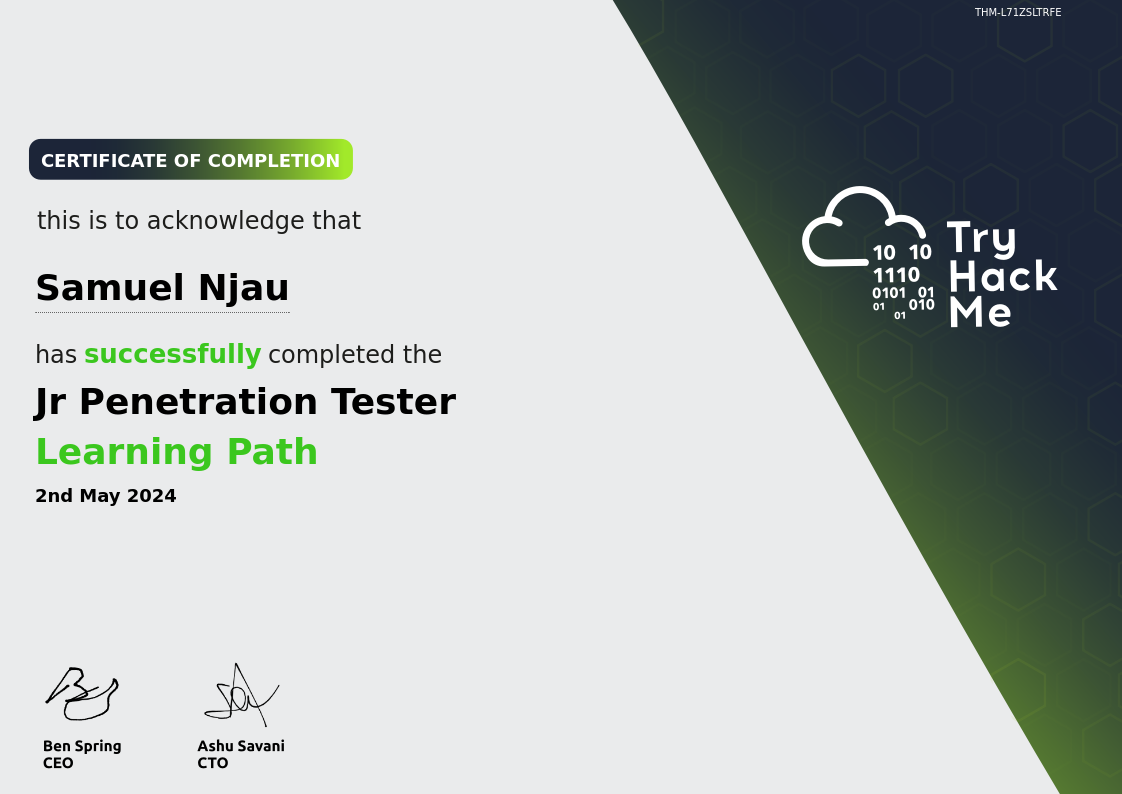 THM-L71ZSLTRFE
CERTIFICATE OF COMPLETION
this is to acknowledge that
Samuel Njau
has successfully completed the
Jr Penetration Tester
Learning Path
2nd May 2024
10 10
1110
0101 01
01 010
01
Try
Hack
Me
Ben Spring
CEO
Ashu Savani
CTO